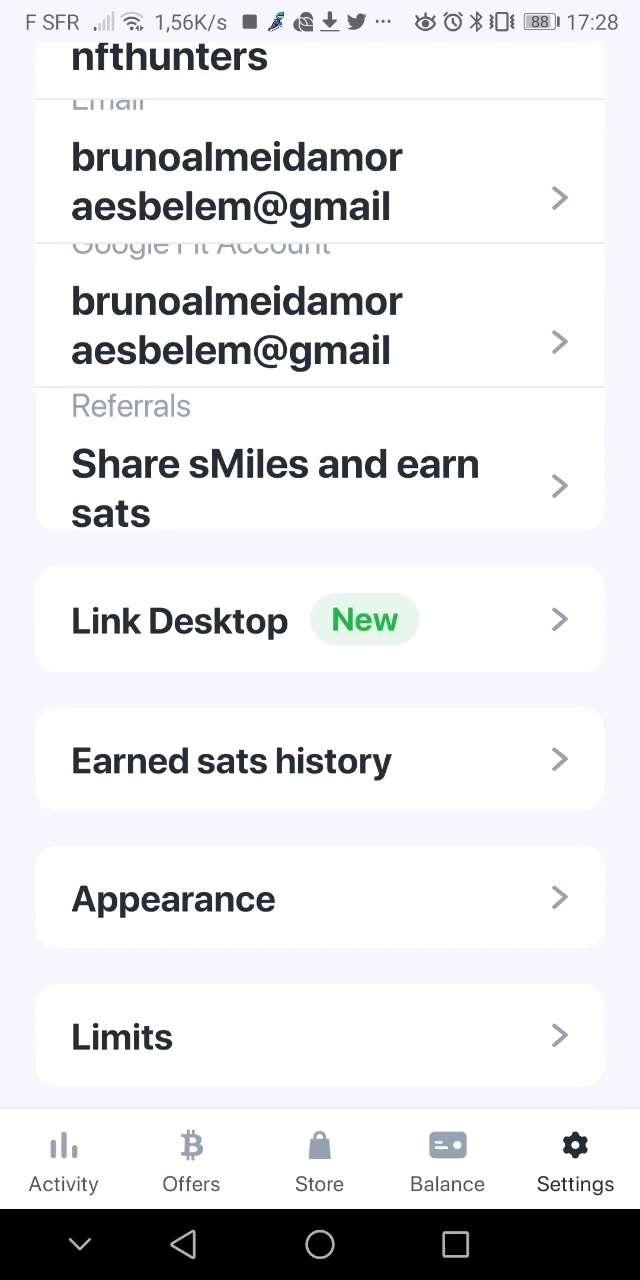 F SFR 1,56K/s 88 17:28
nfthunters
Email
brunoalmeidamor
aesbelem@gmail
Google Fit Account
brunoalmeidamor
aesbelem@gmail
Referrals
Share sMiles and earn
sats
Link Desktop New
Earned sats history
Appearance
Limits
Activity Offers Store Balance Settings